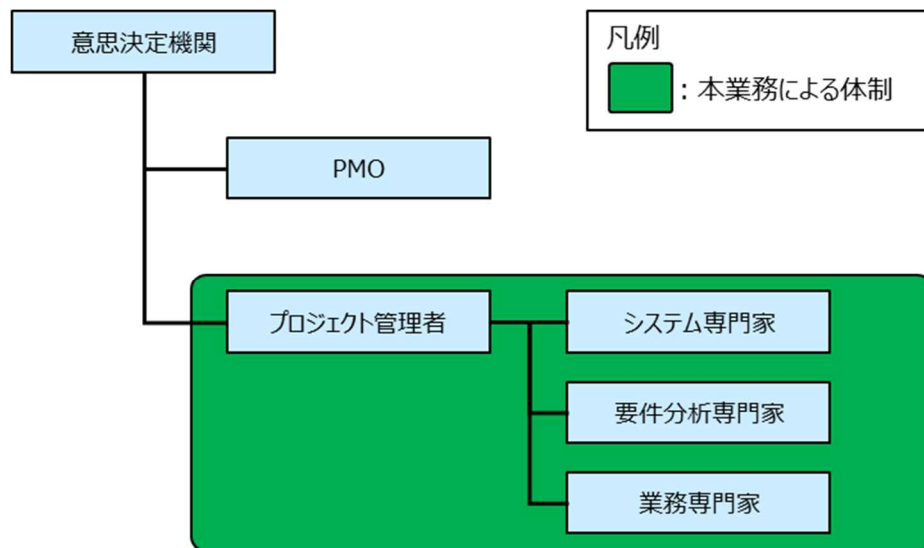 意思決定機関
凡例
：本業務による体制
PMO
プロジェクト管理者
システム専門家
要件分析専門家
業務専門家